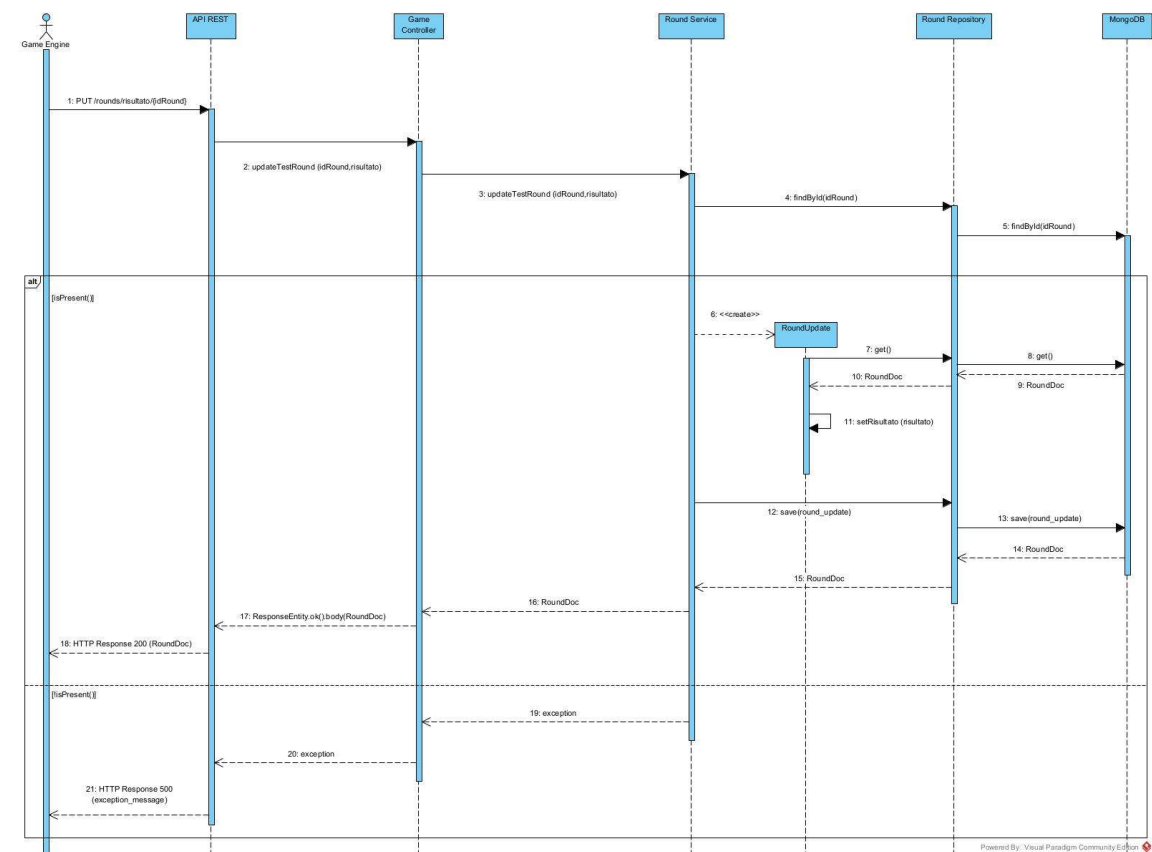 Game Engine
API REST
Game
Controller
Round Service
Round Repository
MongoDB
1: PUT /rounds/risultato/{idRound}
2: updateTestRound (idRound,risultato)
3: updateTestRound (idRound,risultato)
4: findById(idRound)
5: findById(idRound)
alt
[isPresent()]
6: <<create>>
RoundUpdate
7: get()
8: get()
9: RoundDoc
10: RoundDoc
11: setRisultato (risultato)
12: save(round_update)
13: save(round_update)
14: RoundDoc
15: RoundDoc
16: RoundDoc
17: ResponseEntity.ok().body(RoundDoc)
18: HTTP Response 200 (RoundDoc)
[!isPresent()]
19: exception
20: exception
21: HTTP Response 500
(exception_message)
Powered By: Visual Paradigm Community Edition